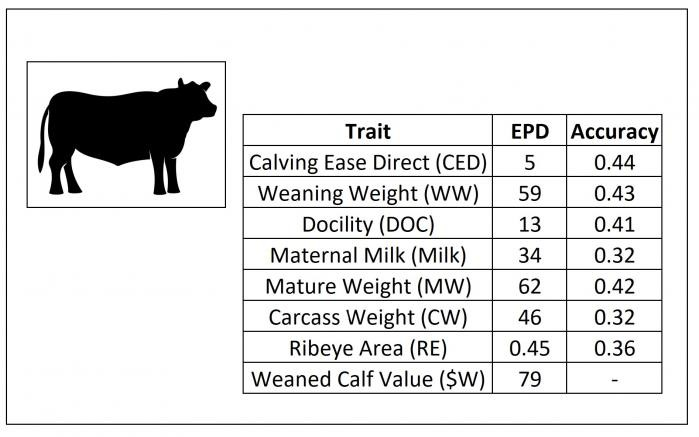 Trait EPD Accuracy
Calving Ease Direct (CED) 5 0.44
Weaning Weight (WW) 59 0.43
Docility (DOC) 13 0.41
Maternal Milk (Milk) 34 0.32
Mature Weight (MW) 62 0.42
Carcass Weight (CW) 46 0.32
Ribeye Area (RE) 0.45 0.36
Weaned Calf Value ($W) 79 -